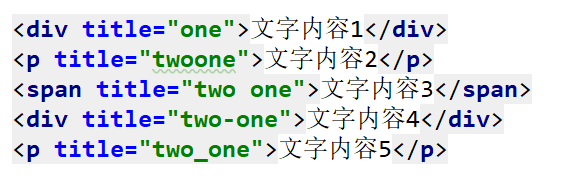 <div title="one">文字内容1</div>
<p title="twoone">文字内容2</p>
<span title="two one">文字内容3</span>
<div title="two-one">文字内容4</div>
<p title="two_one">文字内容5</p>